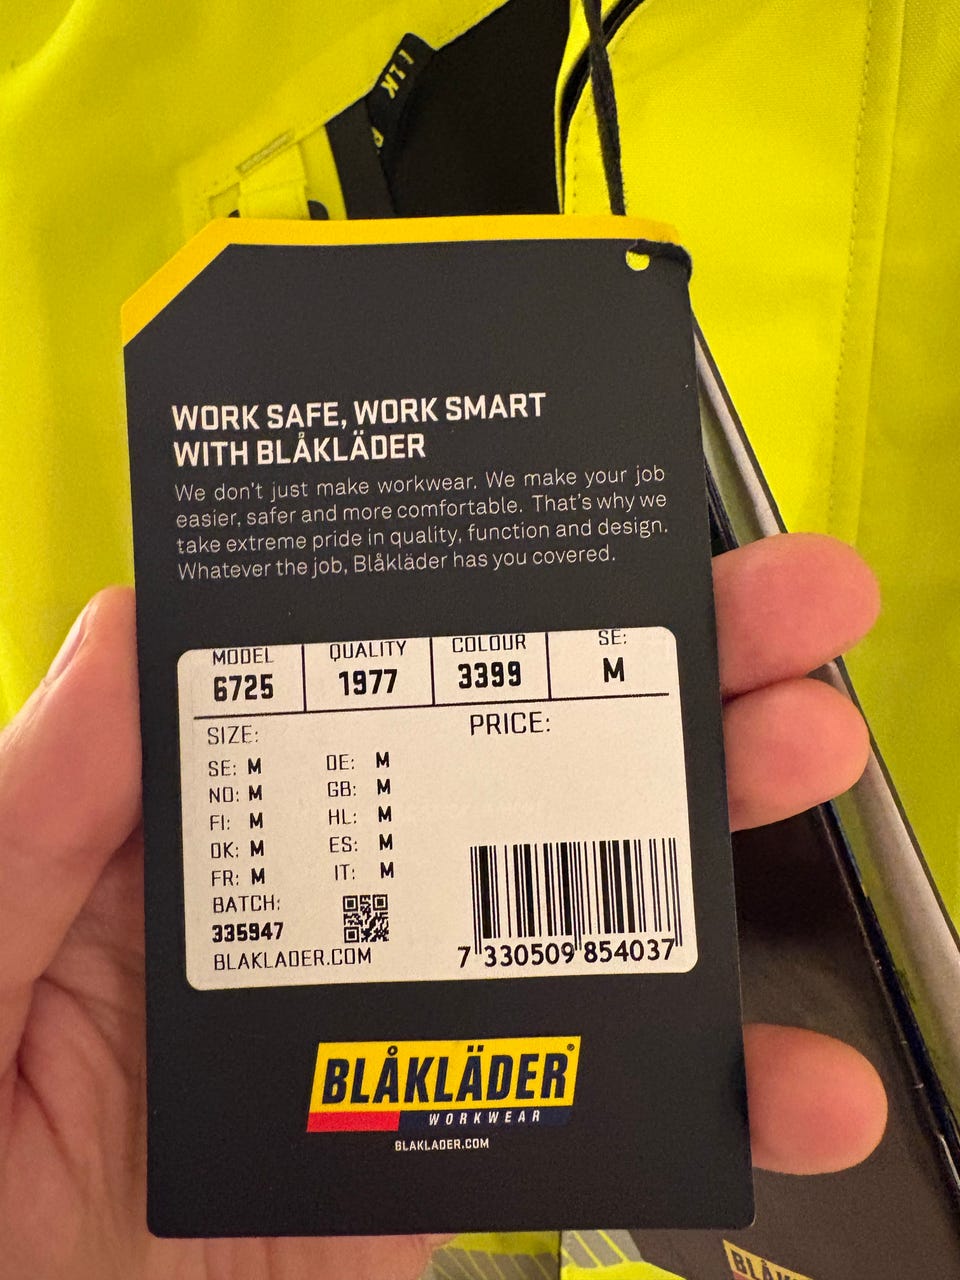 WORK SAFE, WORK SMART
WITH BLÅKLÄDER
We don't just make workwear. We make your job
easier, safer and more comfortable. That's why we
take extreme pride in quality, function and design.
Whatever the job, Blåkläder has you covered.
MODEL QUALITY COLOUR SE:
6725 1977 3399 M
SIZE: PRICE:
SE: M DE: M
NO: M GB: M
FI: M HL: M
DK: M ES: M
FR: M IT: M
BATCH:
335947
BLAKLADER.COM
7 330509 854037
BLÅKLÄDER®
WORKWEAR
BLAKLADER.COM